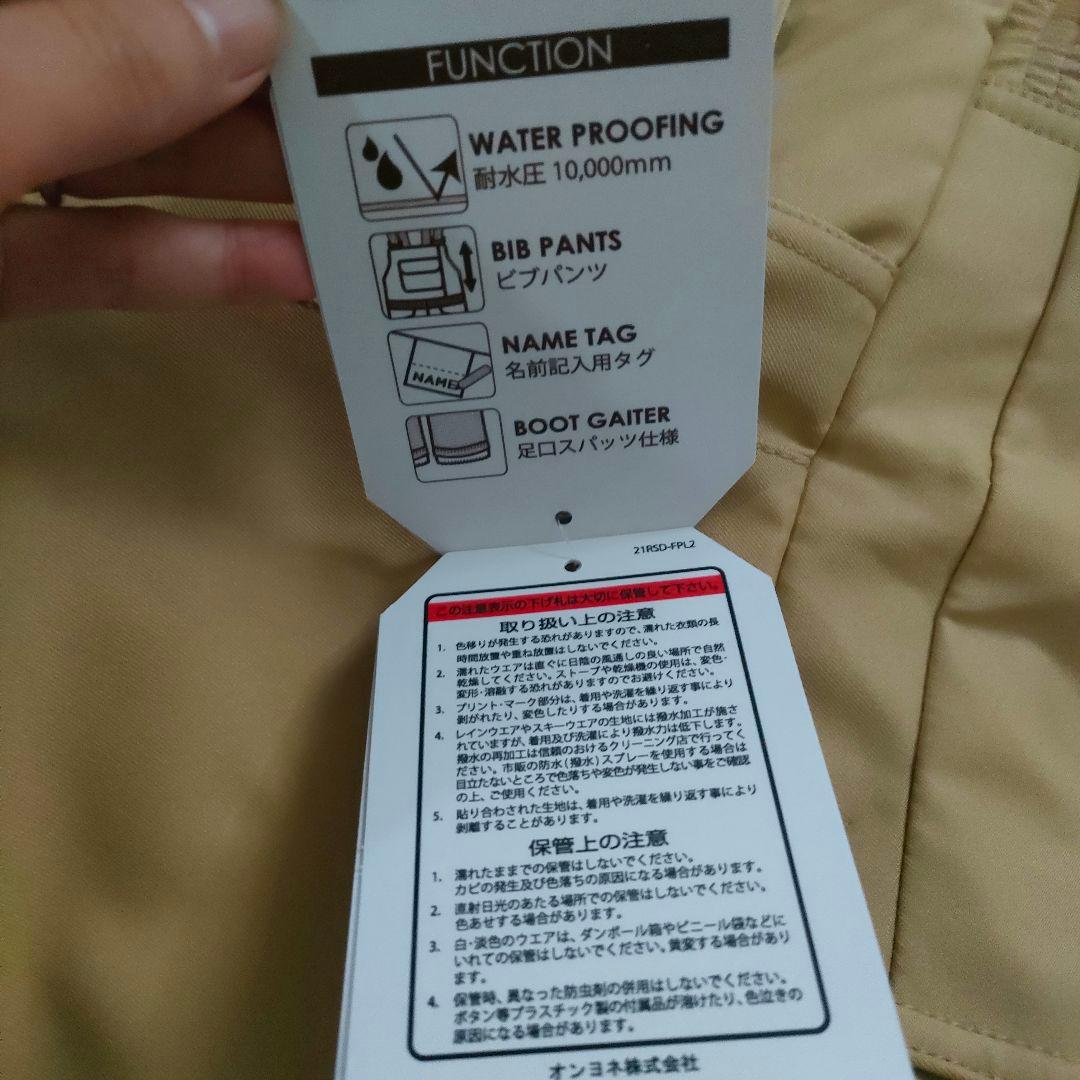 FUNCTION
WATER PROOFING
耐水圧 10,000mm
BIB PANTS
ビブパンツ
NAME
NAME TAG
名前記入用タグ
BOOT GAITER
足口スパッツ仕様
21RSD-FPL2
この注意表示の下げ札は大切に保管して下さい。
取り扱い上の注意
1. 色移りが発生する恐れがありますので、濡れた衣類の長
時間放置や重ね放置はしないでください。
2. 濡れたウエアは直ぐに日陰の風通しの良い場所で自然
乾燥してください。ストーブや乾燥機の使用は、変色・
変形・溶融する恐れがありますのでお避けください。
3. プリント・マーク部分は、着用や洗濯を繰り返す事により
剥がれたり、変色したりする場合があります。
4. レインウエアやスキーウエアの生地には撥水加工が施さ
れていますが、着用及び洗濯により撥水力は低下します。
撥水の再加工は信頼のおけるクリーニング店で行ってく
ださい。市販の防水(撥水)スプレーを使用する場合は
目立たないところで色落ちや変色が発生しない事をご確認
の上、ご使用ください。
5. 貼り合わされた生地は、着用や洗濯を繰り返す事により
剥離することがあります。
保管上の注意
1. 濡れたままでの保管はしないでください。
カビの発生及び色落ちの原因になる場合があります。
2. 直射日光のあたる場所での保管はしないでください。
色あせする場合があります。
3. 白・淡色のウエアは、ダンボール箱やビニール袋などに
いれての保管はしないでください。黄変する場合があり
ます。
4. 保管時、異なった防虫剤の併用はしないでください。
ボタン等プラスチック製の付属品が溶けたり、色泣きの
原因になる場合があります。
オンヨネ株式会社